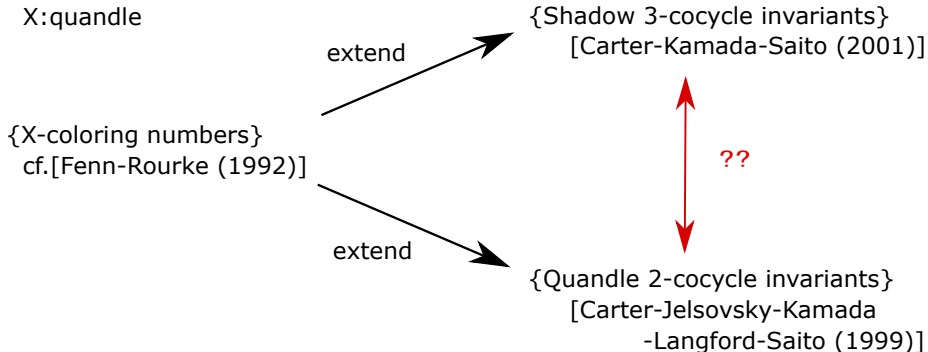 X:quandle
{Shadow 3-cocycle invariants}
[Carter-Kamada-Saito (2001)]
extend
{X-coloring numbers}
cf.[Fenn-Rourke (1992)]
??
extend
{Quandle 2-cocycle invariants}
[Carter-Jelsovsky-Kamada
-Langford-Saito (1999)]